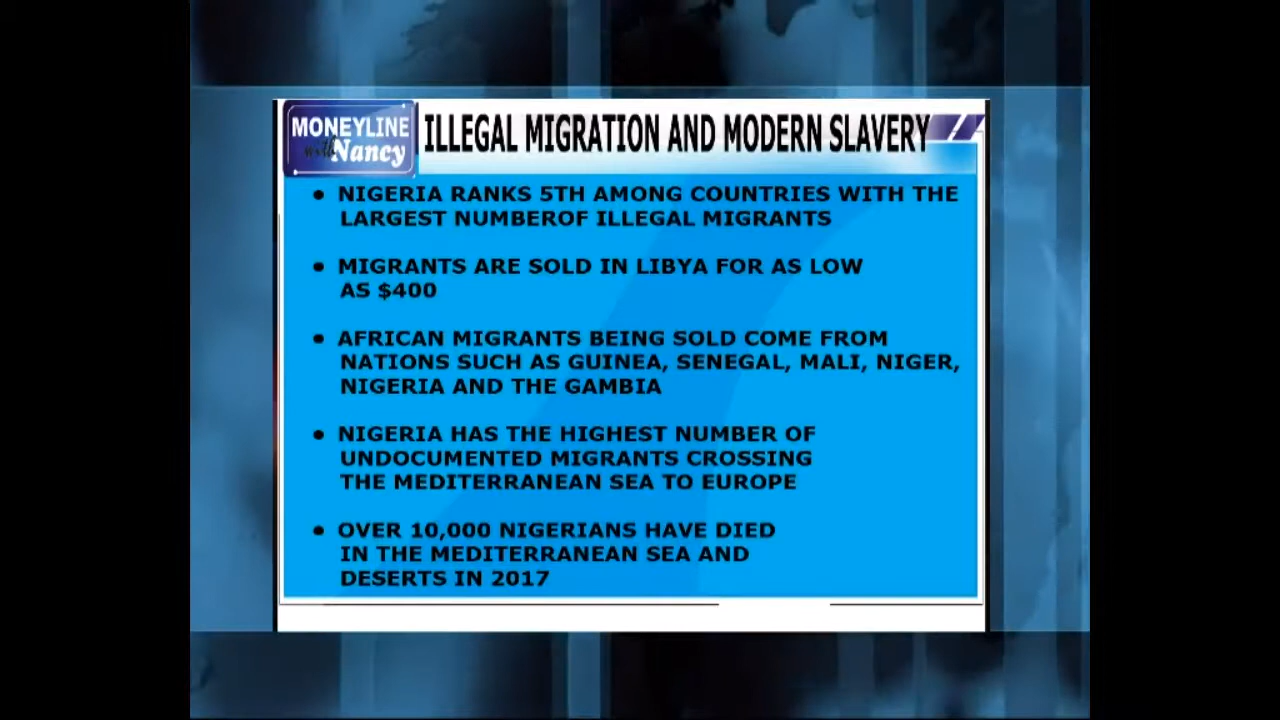 MONEYLINE
with Nancy
ILLEGAL MIGRATION AND MODERN SLAVERY
• NIGERIA RANKS 5TH AMONG COUNTRIES WITH THE
LARGEST NUMBEROF ILLEGAL MIGRANTS
• MIGRANTS ARE SOLD IN LIBYA FOR AS LOW
AS $400
• AFRICAN MIGRANTS BEING SOLD COME FROM
NATIONS SUCH AS GUINEA, SENEGAL, MALI, NIGER,
NIGERIA AND THE GAMBIA
• NIGERIA HAS THE HIGHEST NUMBER OF
UNDOCUMENTED MIGRANTS CROSSING
THE MEDITERRANEAN SEA TO EUROPE
• OVER 10,000 NIGERIANS HAVE DIED
IN THE MEDITERRANEAN SEA AND
DESERTS IN 2017